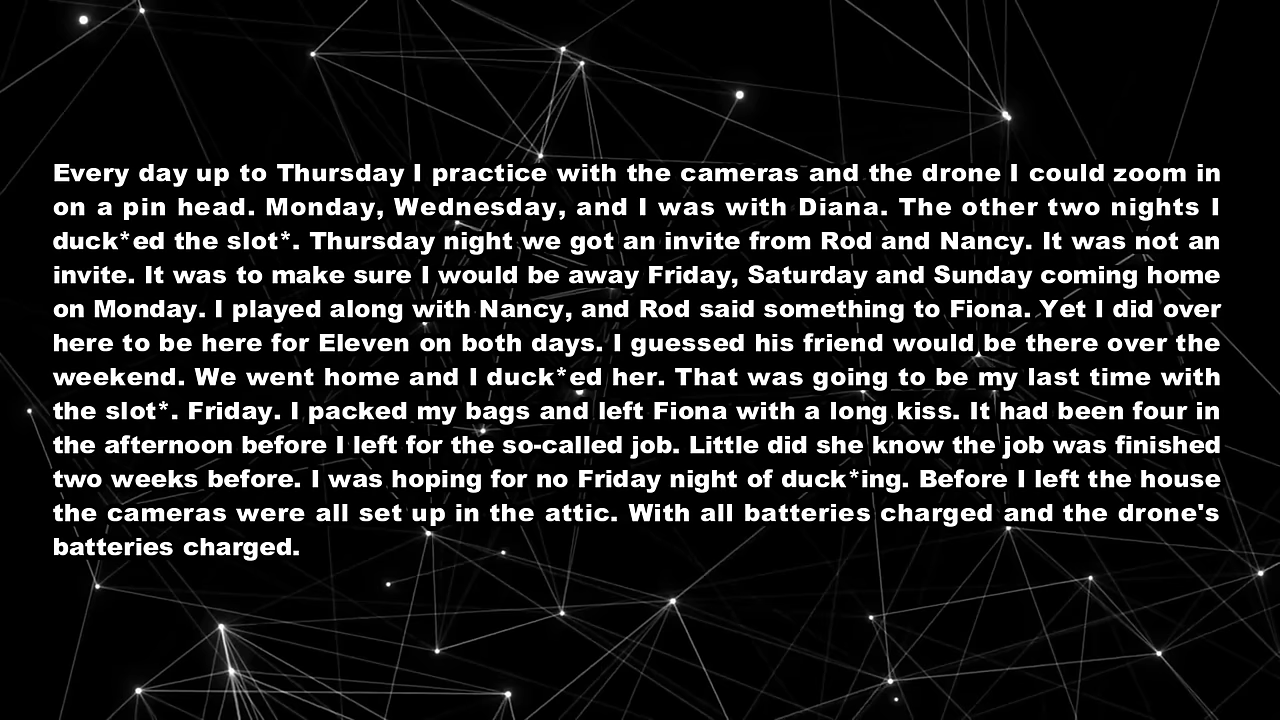 Every day up to Thursday I practice with the cameras and the drone I could zoom in
on a pin head. Monday, Wednesday, and I was with Diana. The other two nights I
duck*ed the slot*. Thursday night we got an invite from Rod and Nancy. It was not an
invite. It was to make sure I would be away Friday, Saturday and Sunday coming home
on Monday. I played along with Nancy, and Rod said something to Fiona. Yet I did over
here to be here for Eleven on both days. I guessed his friend would be there over the
weekend. We went home and I duck*ed her. That was going to be my last time with
the slot*. Friday. I packed my bags and left Fiona with a long kiss. It had been four in
the afternoon before I left for the so-called job. Little did she know the job was finished
two weeks before. I was hoping for no Friday night of duck*ing. Before I left the house
the cameras were all set up in the attic. With all batteries charged and the drone's
batteries charged.